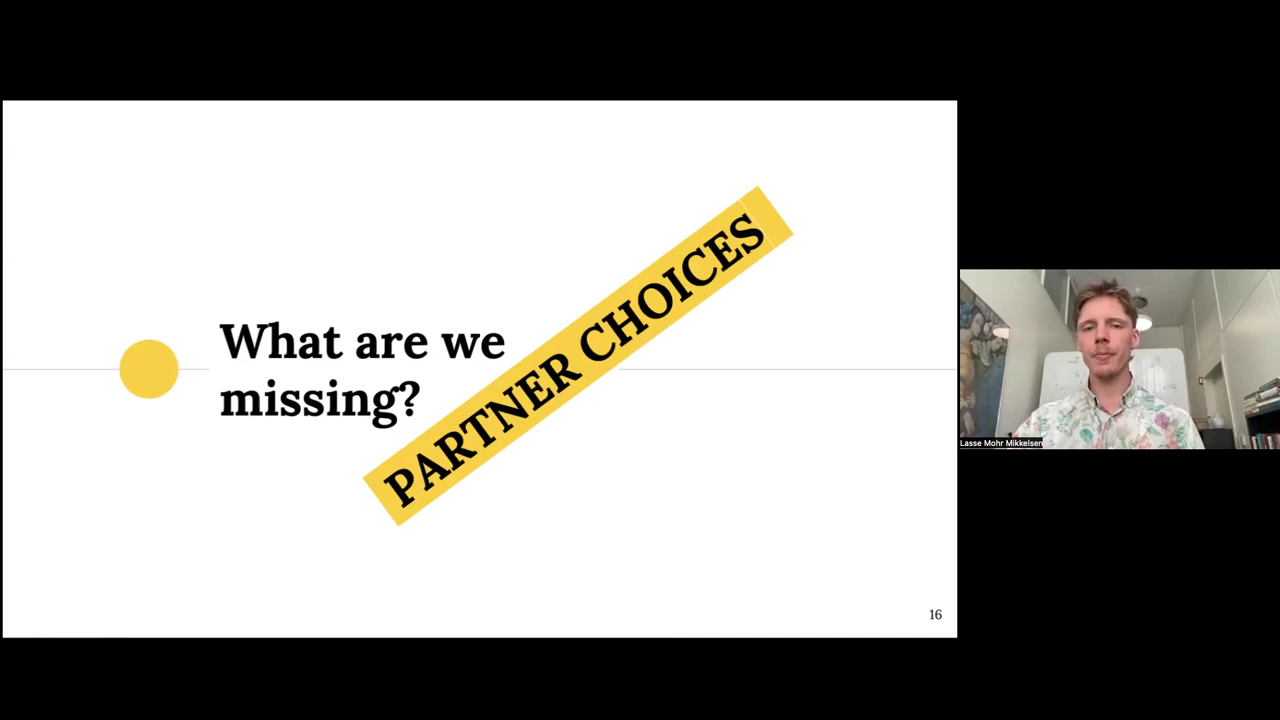 What are we
missing?
PARTNER CHOICES
16
Lasse Mohr Mikkelsen